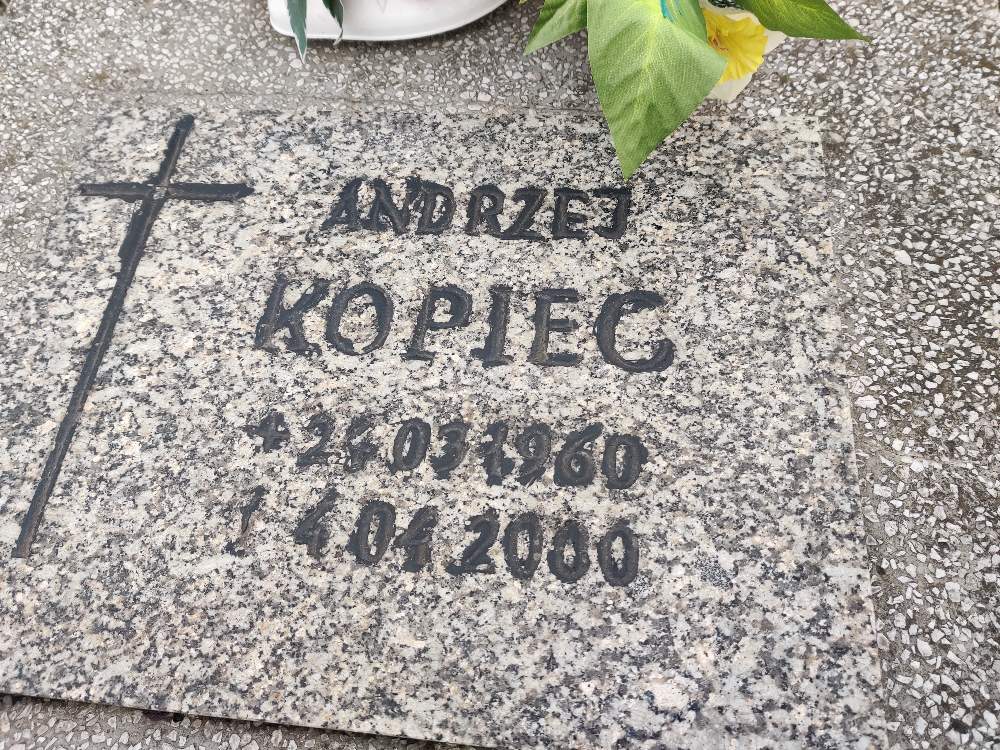 ANDRZEJ
KOPIEC
* 24 03 1960
† 4 04 2000